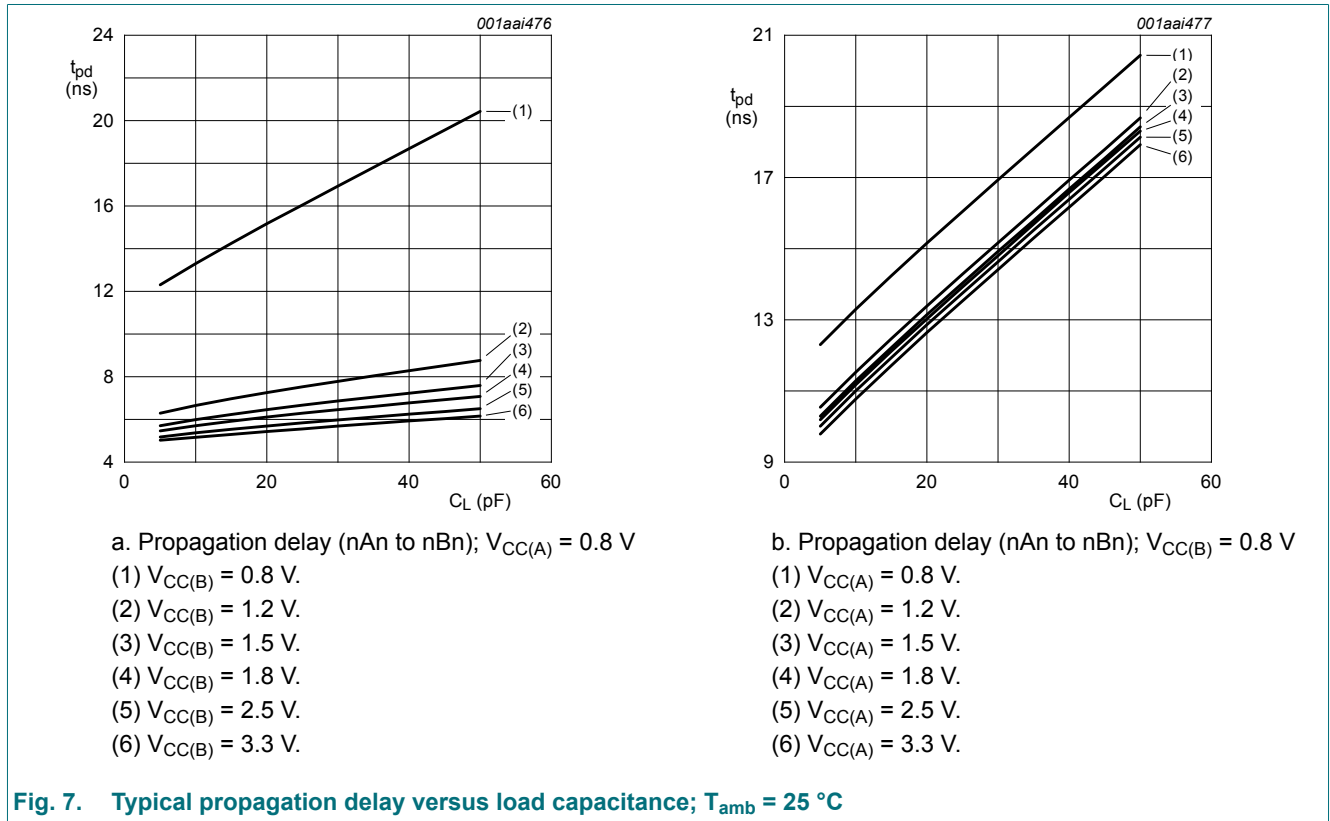 001aai476
24
tpd
(ns)
20
16
12
8
4
0
20
40
60
CL (pF)
(1)
(2)
(3)
(4)
(5)
(6)
a. Propagation delay (nAn to nBn); VCC(A) = 0.8 V
(1) VCC(B) = 0.8 V.
(2) VCC(B) = 1.2 V.
(3) VCC(B) = 1.5 V.
(4) VCC(B) = 1.8 V.
(5) VCC(B) = 2.5 V.
(6) VCC(B) = 3.3 V.
001aai477
21
tpd
(ns)
17
13
9
0
20
40
60
CL (pF)
(1)
(2)
(3)
(4)
(5)
(6)
b. Propagation delay (nAn to nBn); VCC(B) = 0.8 V
(1) VCC(A) = 0.8 V.
(2) VCC(A) = 1.2 V.
(3) VCC(A) = 1.5 V.
(4) VCC(A) = 1.8 V.
(5) VCC(A) = 2.5 V.
(6) VCC(A) = 3.3 V.
Fig. 7. Typical propagation delay versus load capacitance; Tamb = 25 °C